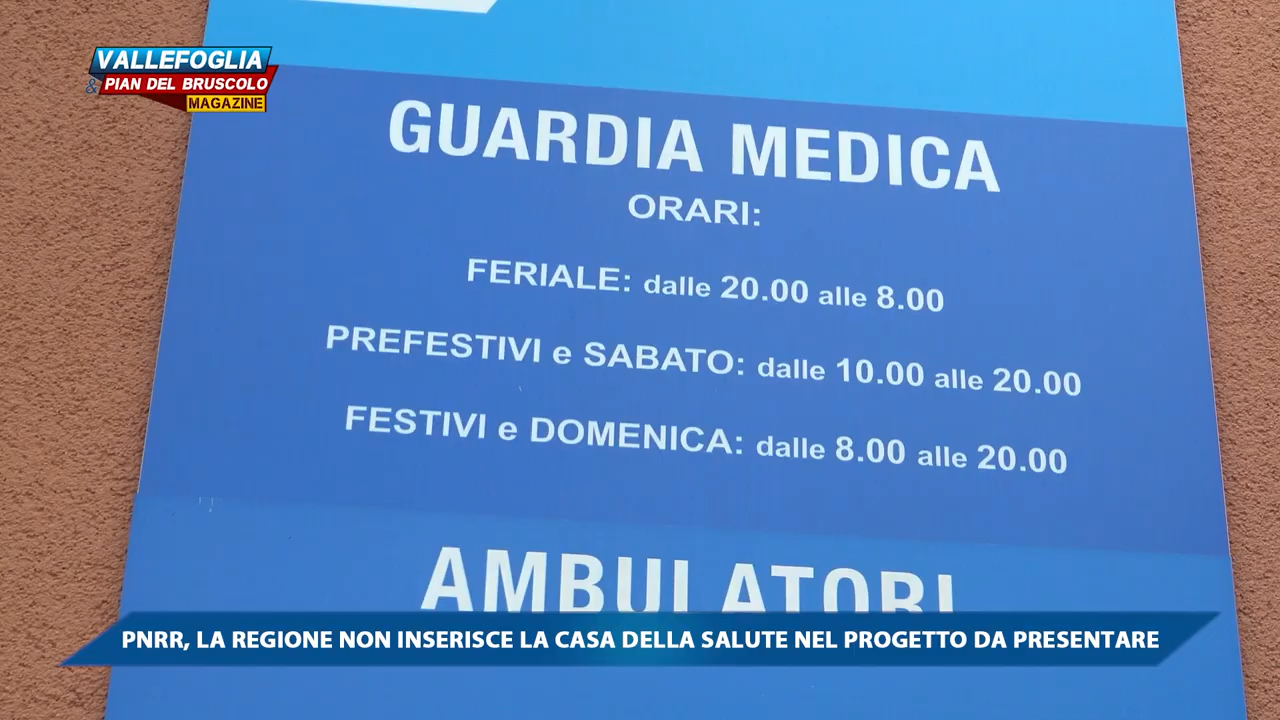 VALLEFOGLIA
& PIAN DEL BRUSCOLO
MAGAZINE
GUARDIA MEDICA
ORARI:
FERIALE: dalle 20.00 alle 8.00
PREFESTIVI e SABATO: dalle 10.00 alle 20.00
FESTIVI e DOMENICA: dalle 8.00 alle 20.00
AMBULATORI
PNRR, LA REGIONE NON INSERISCE LA CASA DELLA SALUTE NEL PROGETTO DA PRESENTARE